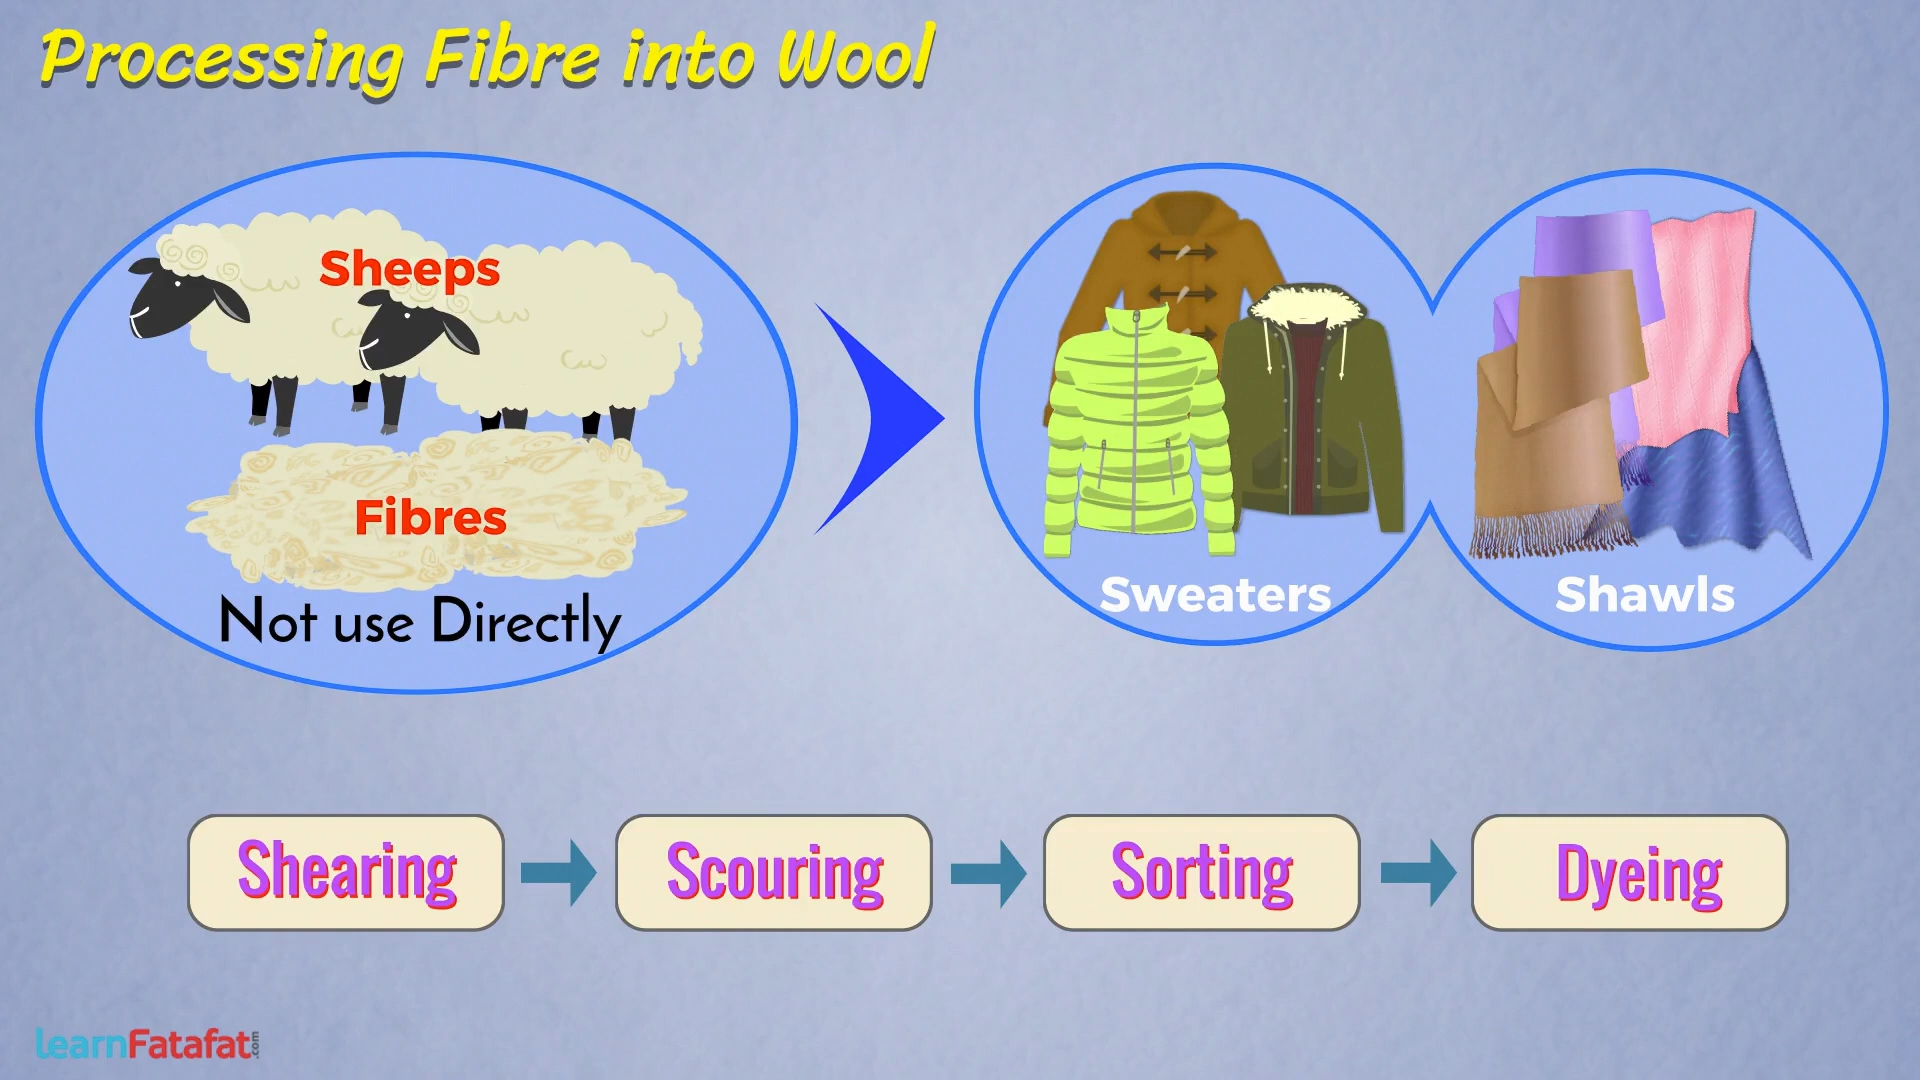 Processing Fibre into Wool
Sheeps
Fibres
Not use Directly
Sweaters
Shawls
Shearing
Scouring
Sorting
Dyeing
LearnFatafat.com